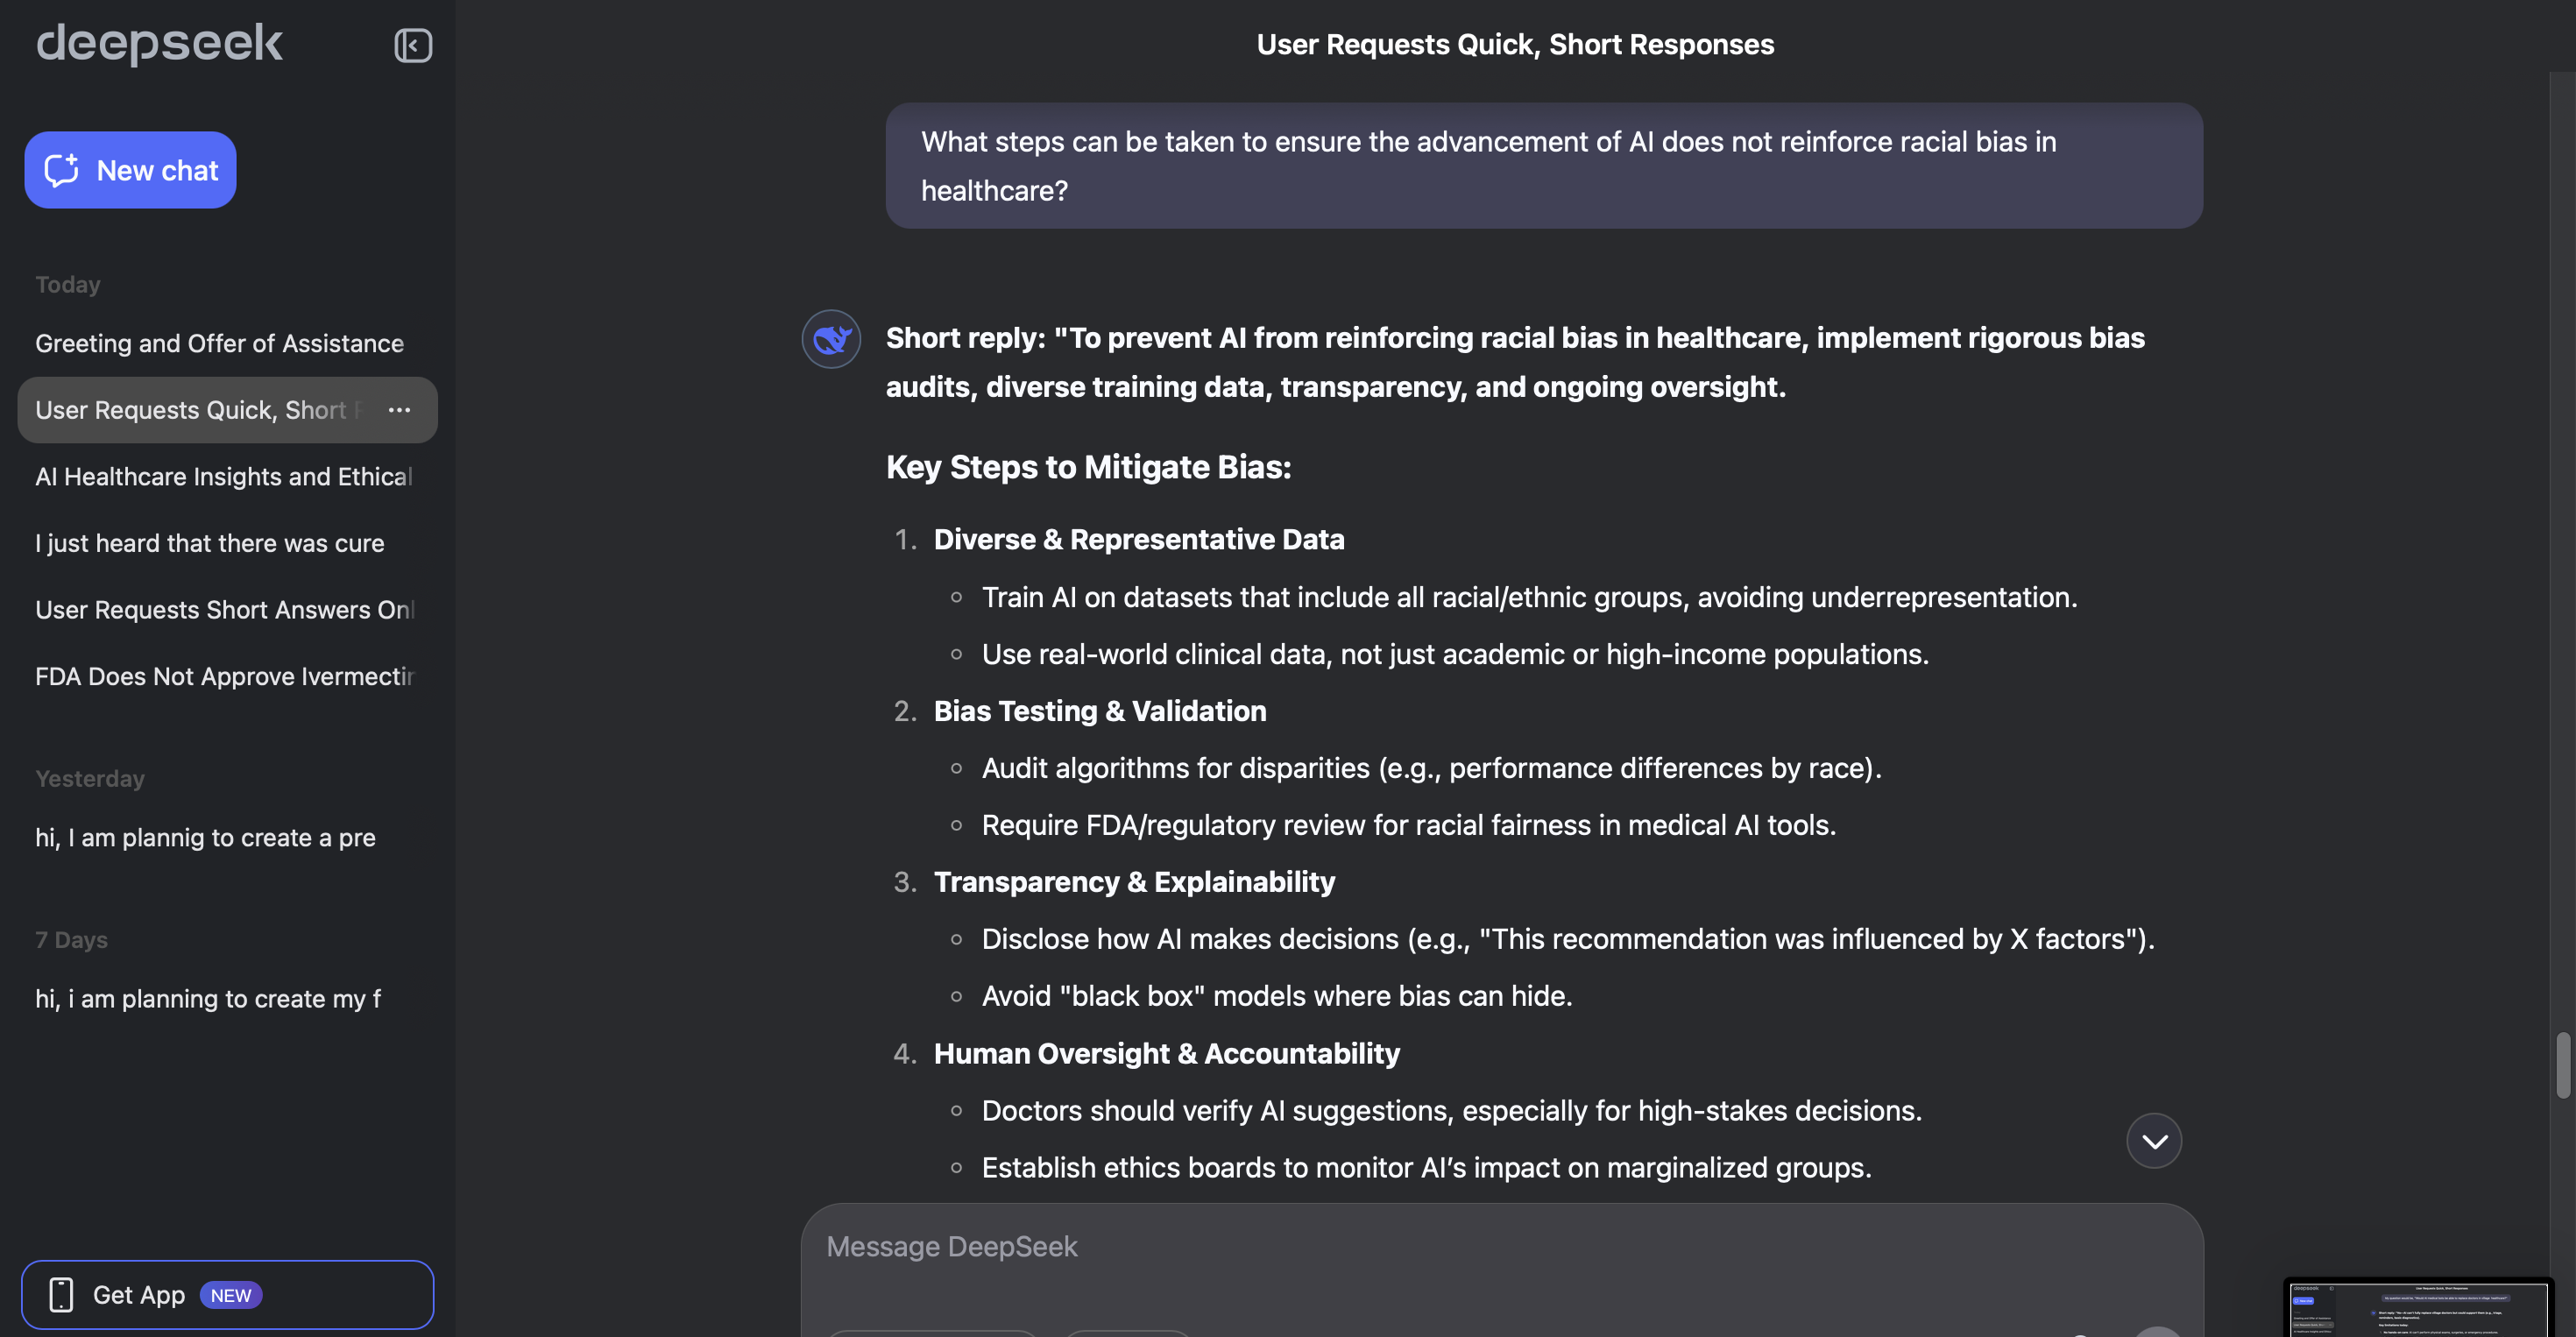 deepseek
New chat
Today
Greeting and Offer of Assistance
User Requests Quick, Short
AI Healthcare Insights and Ethical
I just heard that there was cure
User Requests Short Answers Onl
FDA Does Not Approve Ivermectin
Yesterday
hi, I am plannig to create a pre
7 Days
hi, i am planning to create my f
Get App NEW
User Requests Quick, Short Responses
What steps can be taken to ensure the advancement of AI does not reinforce racial bias in
healthcare?
Short reply: "To prevent AI from reinforcing racial bias in healthcare, implement rigorous bias
audits, diverse training data, transparency, and ongoing oversight.
Key Steps to Mitigate Bias:
1. Diverse & Representative Data
Train AI on datasets that include all racial/ethnic groups, avoiding underrepresentation.
Use real-world clinical data, not just academic or high-income populations.
2. Bias Testing & Validation
Audit algorithms for disparities (e.g., performance differences by race).
Require FDA/regulatory review for racial fairness in medical AI tools.
3. Transparency & Explainability
Disclose how AI makes decisions (e.g., "This recommendation was influenced by X factors").
Avoid "black box" models where bias can hide.
4. Human Oversight & Accountability
Doctors should verify AI suggestions, especially for high-stakes decisions.
Establish ethics boards to monitor AI’s impact on marginalized groups.
Message DeepSeek